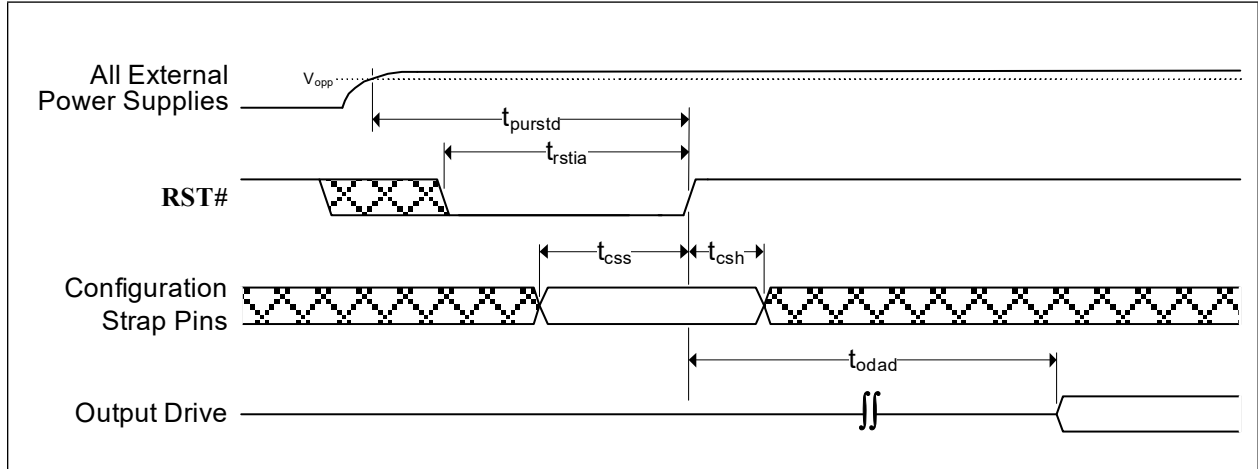 All External
Power Supplies
Vopp
tpurstd
trstia
RST#
tcss
tcsh
Configuration
Strap Pins
todad
Output Drive